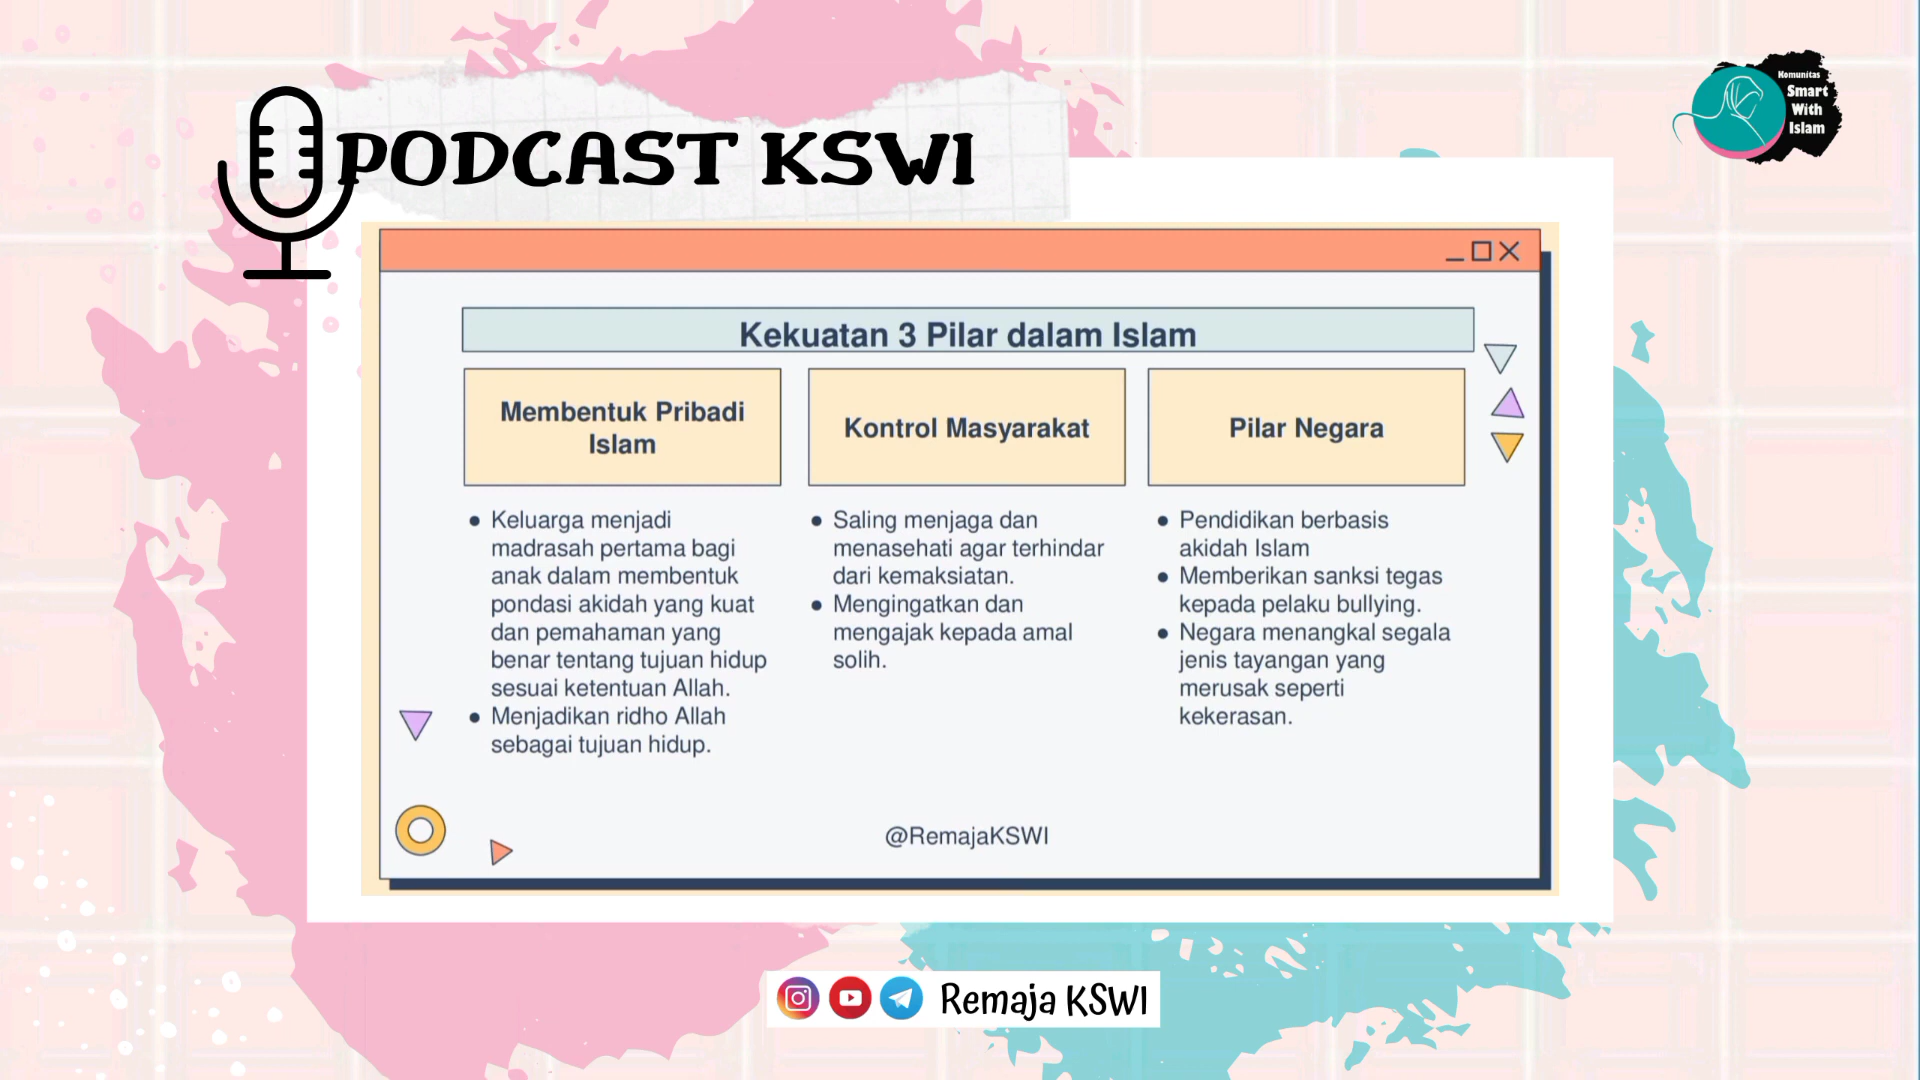 PODCAST KSWI
Komunitas
Smart
With
Islam
Kekuatan 3 Pilar dalam Islam
Membentuk Pribadi
Islam
● Keluarga menjadi
madrasah pertama bagi
anak dalam membentuk
pondasi akidah yang kuat
dan pemahaman yang
benar tentang tujuan hidup
sesuai ketentuan Allah.
● Menjadikan ridho Allah
sebagai tujuan hidup.
Kontrol Masyarakat
● Saling menjaga dan
menasehati agar terhindar
dari kemaksiatan.
● Mengingatkan dan
mengajak kepada amal
solih.
Pilar Negara
● Pendidikan berbasis
akidah Islam
● Memberikan sanksi tegas
kepada pelaku bullying.
● Negara menangkal segala
jenis tayangan yang
merusak seperti
kekerasan.
@RemajaKSWI
Remaja KSWI